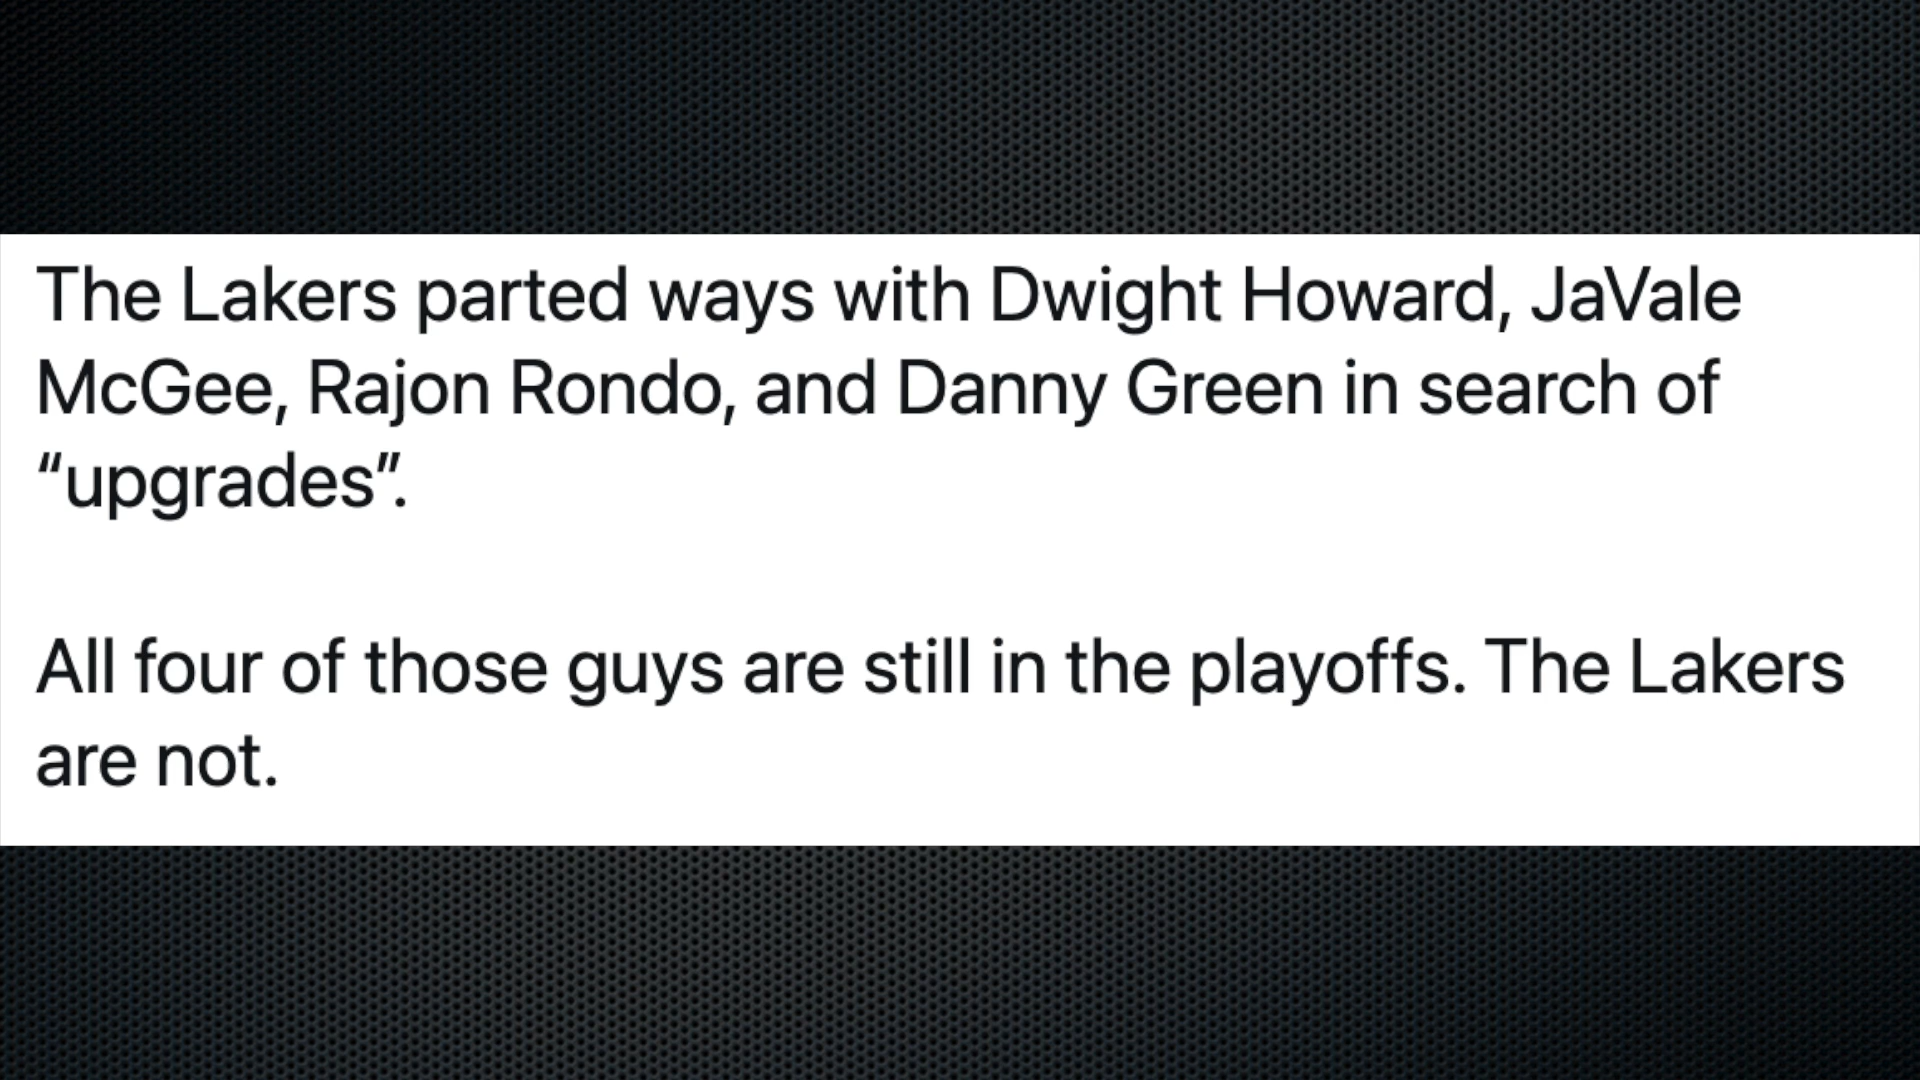 The Lakers parted ways with Dwight Howard, JaVale
McGee, Rajon Rondo, and Danny Green in search of
“upgrades”.
All four of those guys are still in the playoffs. The Lakers
are not.